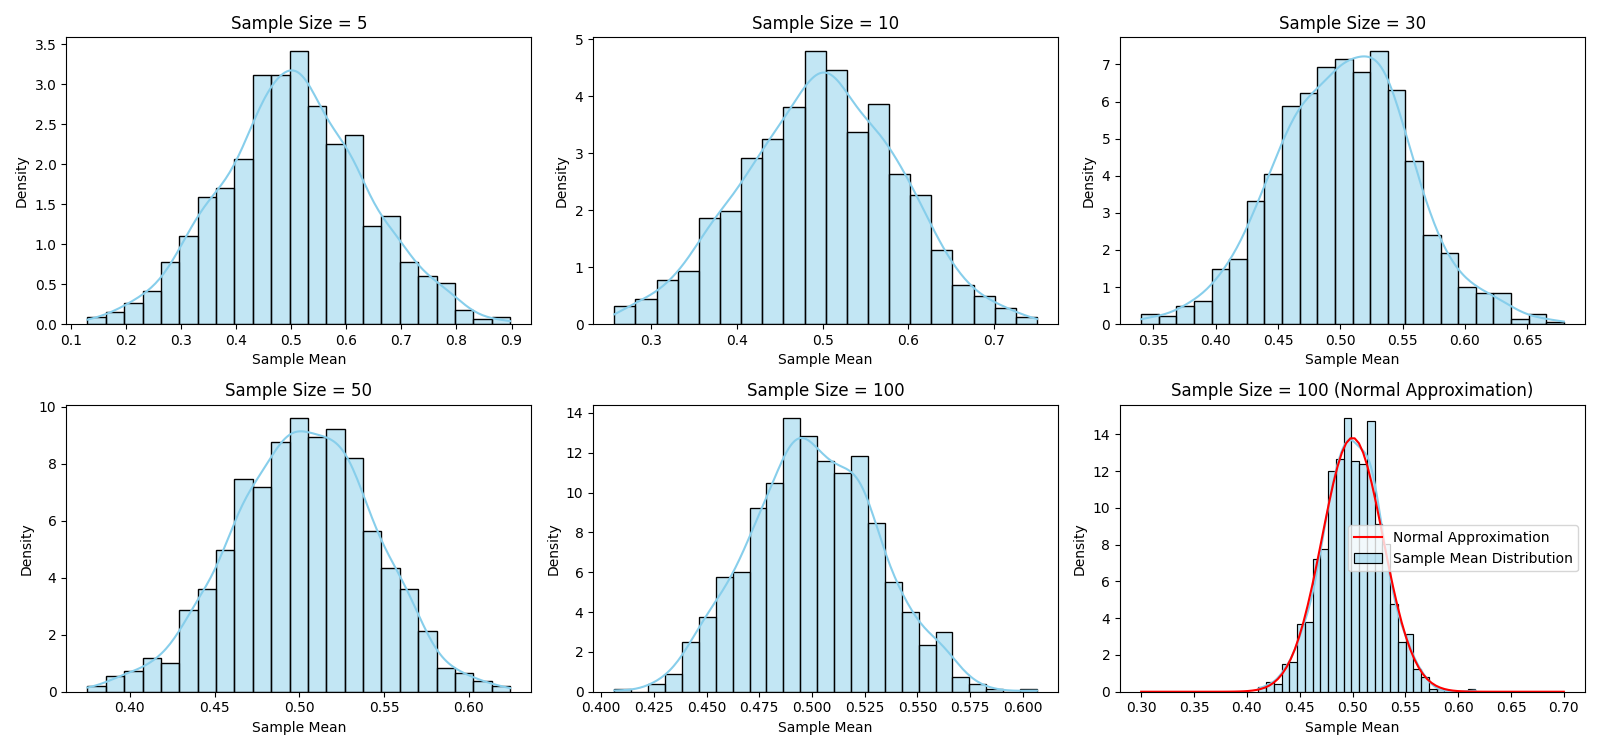 Sample Size = 5
Density
3.5
3.0
2.5
2.0
1.5
1.0
0.5
0.0
0.1 0.2 0.3 0.4 0.5 0.6 0.7 0.8 0.9
Sample Mean
Sample Size = 10
Density
5
4
3
2
1
0
0.3 0.4 0.5 0.6 0.7
Sample Mean
Sample Size = 30
Density
7
6
5
4
3
2
1
0
0.35 0.40 0.45 0.50 0.55 0.60 0.65
Sample Mean
Sample Size = 50
Density
10
8
6
4
2
0
0.40 0.45 0.50 0.55 0.60
Sample Mean
Sample Size = 100
Density
14
12
10
8
6
4
2
0
0.400 0.425 0.450 0.475 0.500 0.525 0.550 0.575 0.600
Sample Mean
Sample Size = 100 (Normal Approximation)
Density
14
12
10
8
6
4
2
0
Normal Approximation
Sample Mean Distribution
0.30 0.35 0.40 0.45 0.50 0.55 0.60 0.65 0.70
Sample Mean